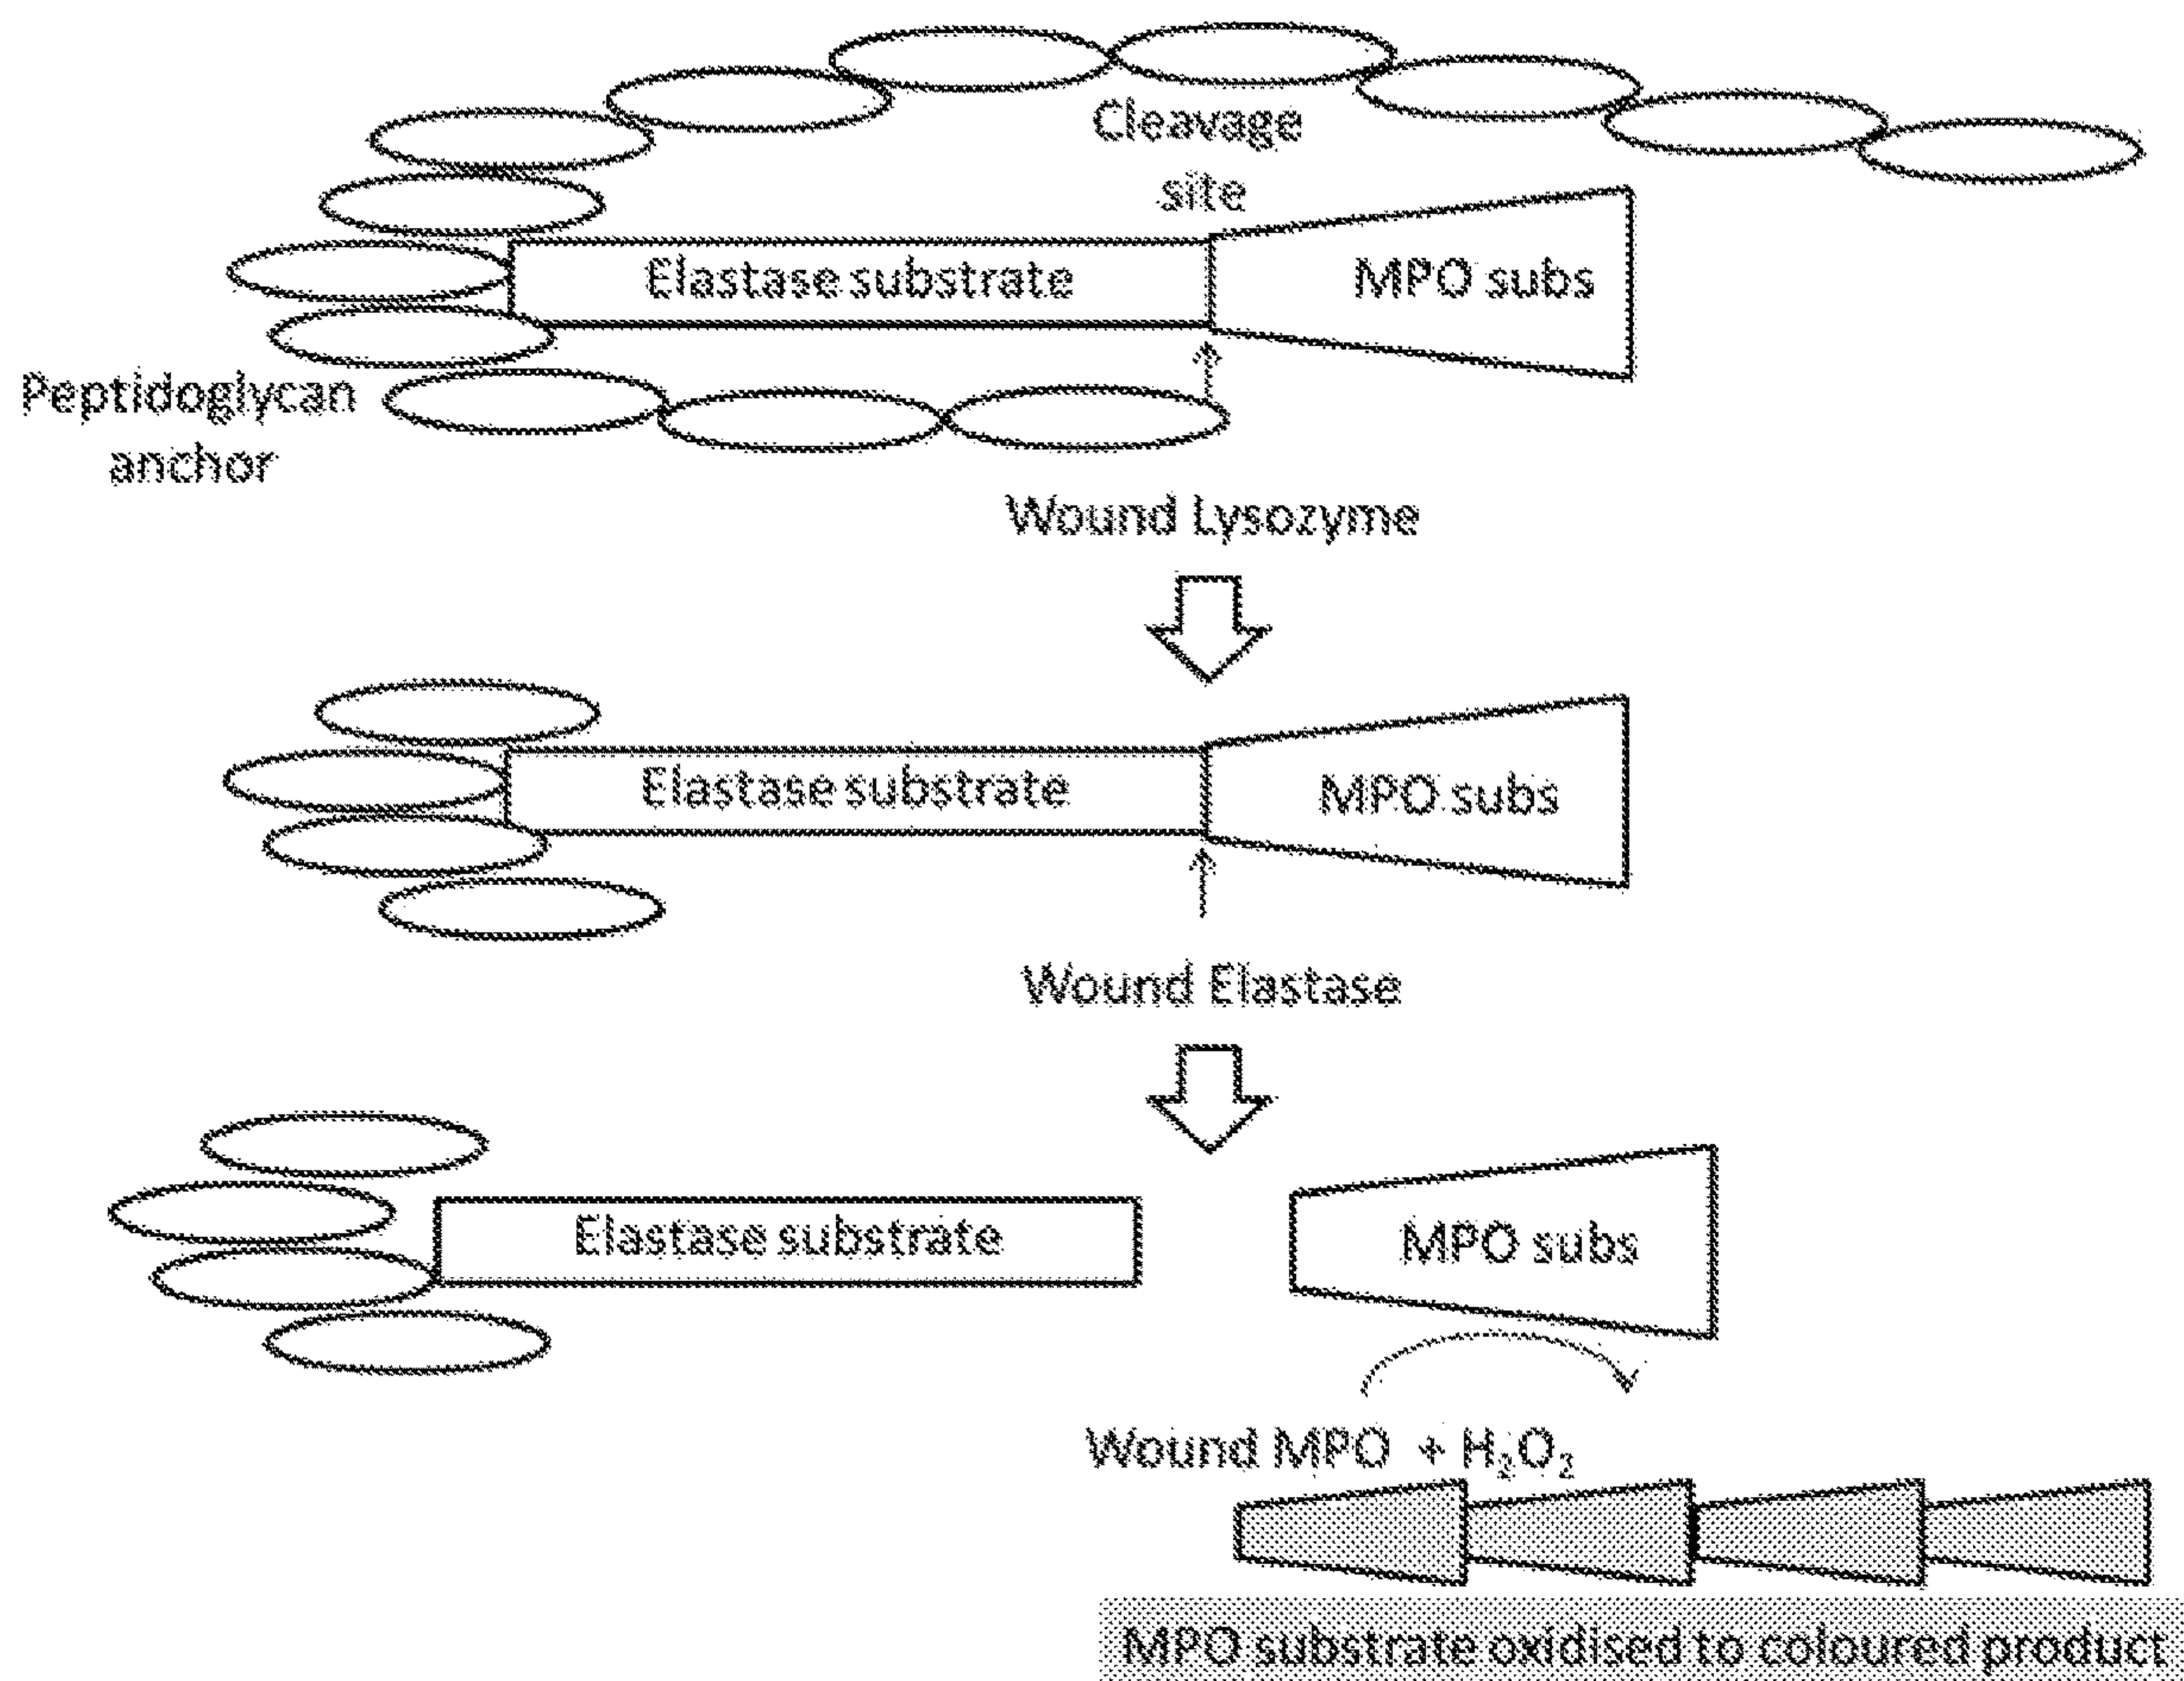 Cleavage
site
Elastase substrate
MPO subs
Peptidoglycan
anchor
Wound Lysozyme
Elastase substrate
MPO subs
Wound Elastase
Elastase substrate
MPO subs
Wound MPO + H₂O₂
MPO substrate oxidised to coloured product